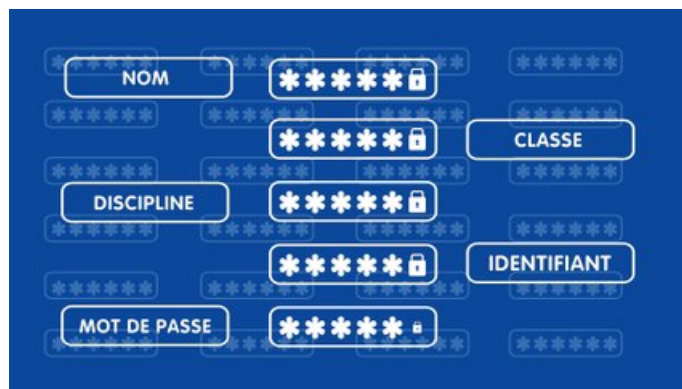 NOM *****
***** CLASSE
DISCIPLINE *****
***** IDENTIFIANT
MOT DE PASSE *****